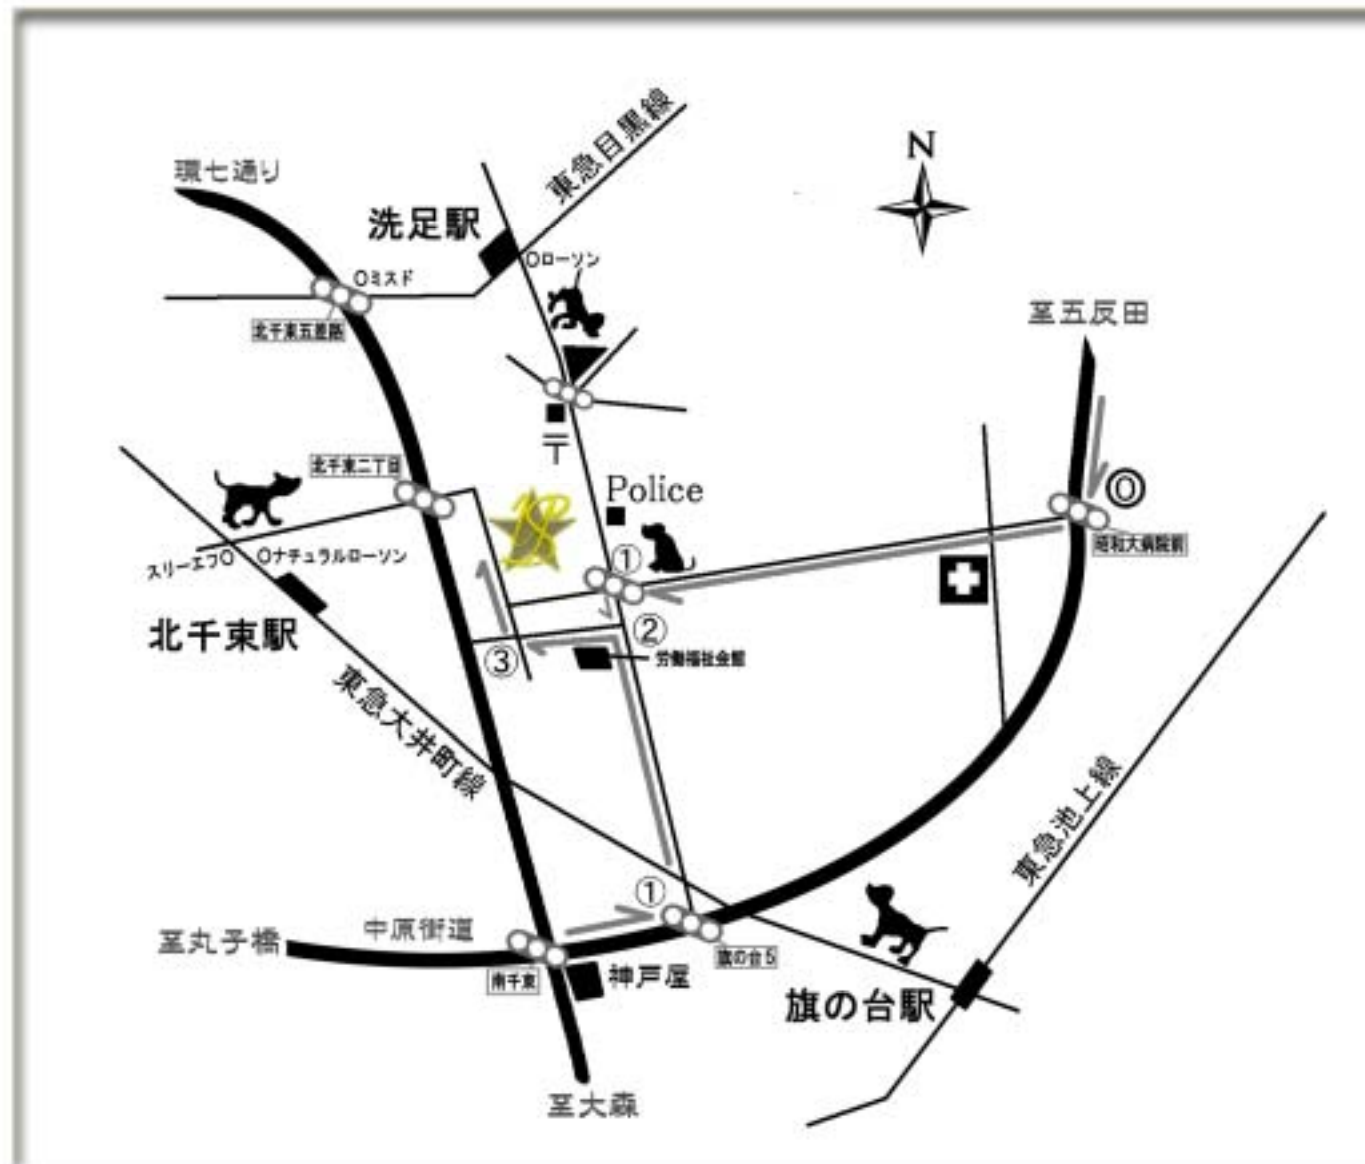 環七通り
東急目黒線
N
洗足駅
Oローソン
Oミスド
北千束五差路
至五反田
〒
北千束二丁目
Police
◎
昭和大病院前
スリーエフO
Oナチュラルローソン
①
北千束駅
②
③
労働福祉会館
東急大井町線
東急池上線
①
中原街道
至丸子橋
旗の台5
南千束
神戸屋
旗の台駅
至大森